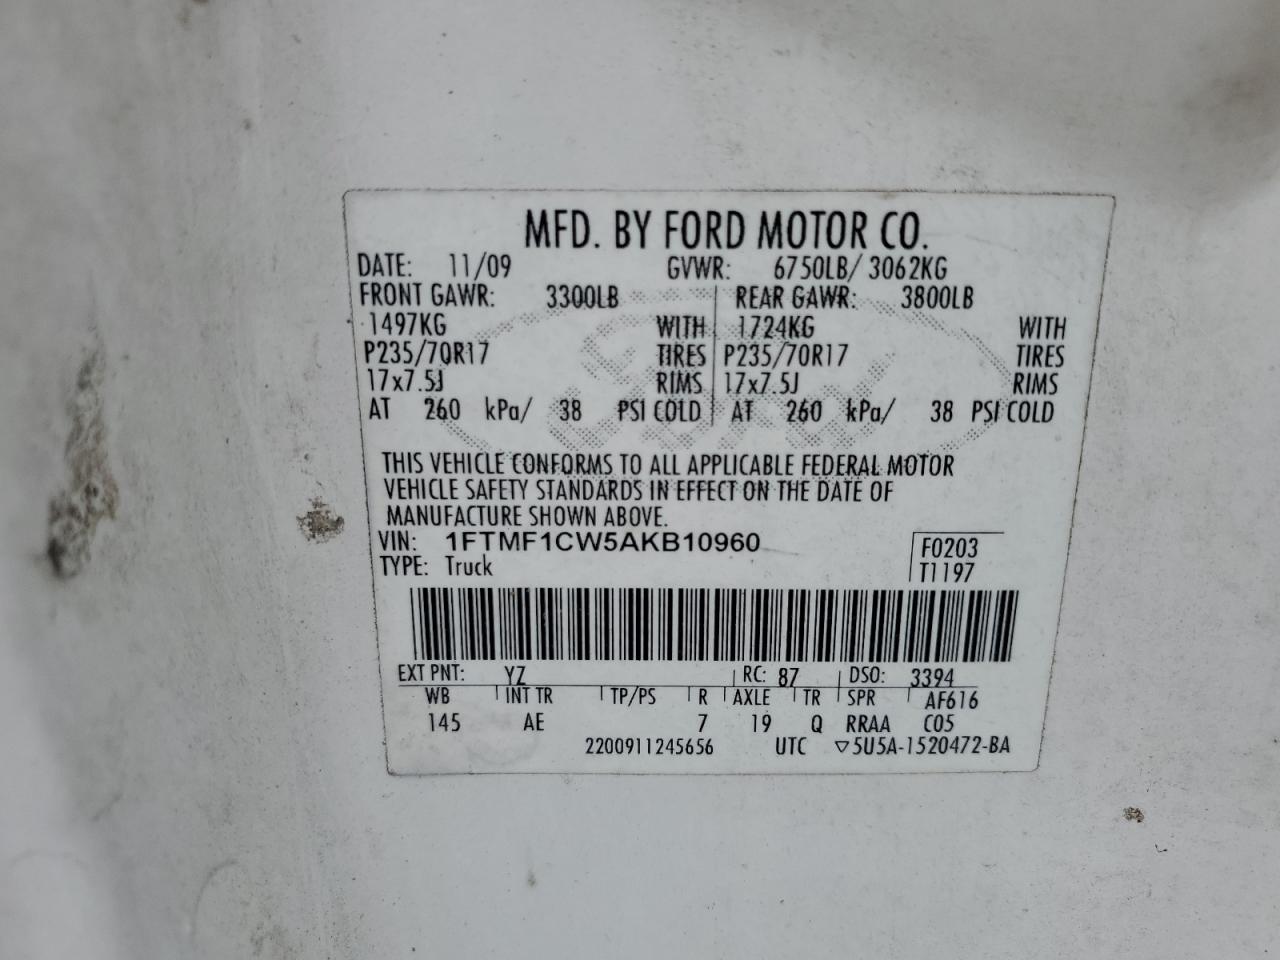 MFD. BY FORD MOTOR CO.
DATE: 11/09 GVWR: 6750LB/ 3062KG
FRONT GAWR: 3300LB REAR GAWR: 3800LB
1497KG WITH 1724KG WITH
P235/70R17 TIRES P235/70R17 TIRES
17x7.5J RIMS 17x7.5J RIMS
AT 260 kPa/ 38 PSI COLD AT 260 kPa/ 38 PSI COLD
THIS VEHICLE CONFORMS TO ALL APPLICABLE FEDERAL MOTOR
VEHICLE SAFETY STANDARDS IN EFFECT ON THE DATE OF
MANUFACTURE SHOWN ABOVE.
VIN: 1FTMF1CW5AKB10960 F0203
TYPE: Truck T1197
EXT PNT: YZ RC: 87 DSO: 3394
WB INT TR TP/PS R AXLE TR SPR AF616
145 AE 7 19 Q RRAA C05
2200911245656 UTC ▽5U5A-1520472-BA